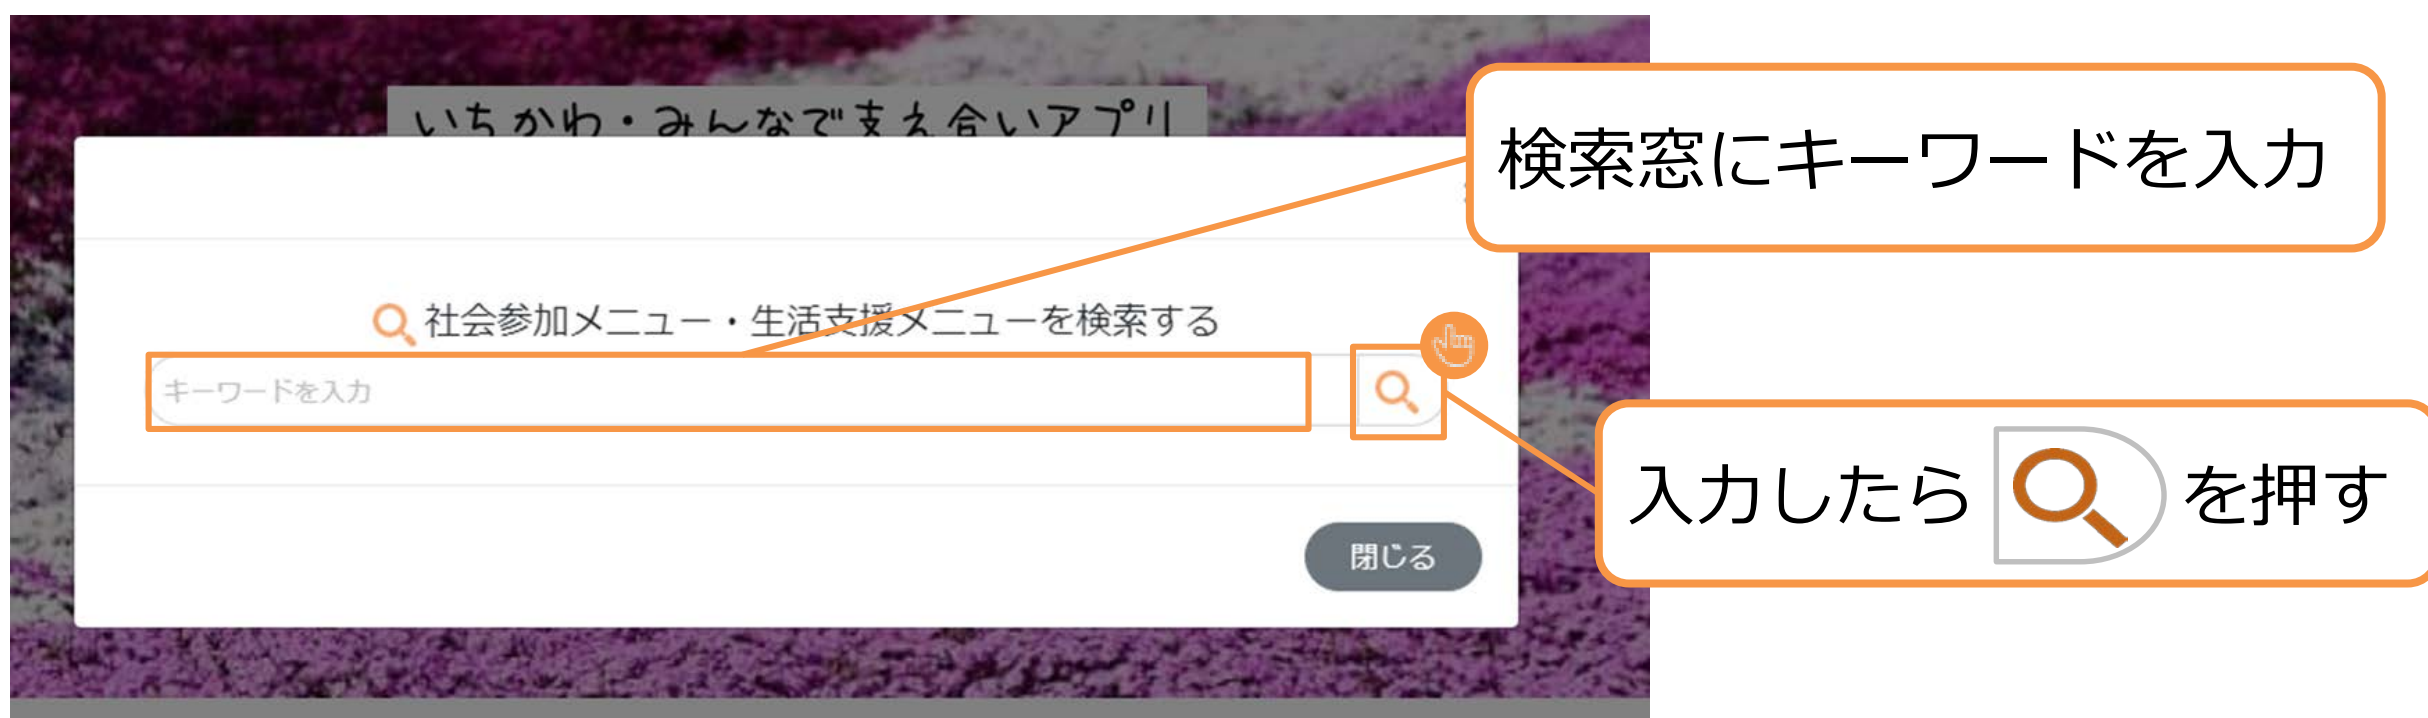 いちかわ・みんなで支え合いアプリ
検索窓にキーワードを入力
社会参加メニュー・生活支援メニューを検索する
キーワードを入力
入力したら を押す
閉じる